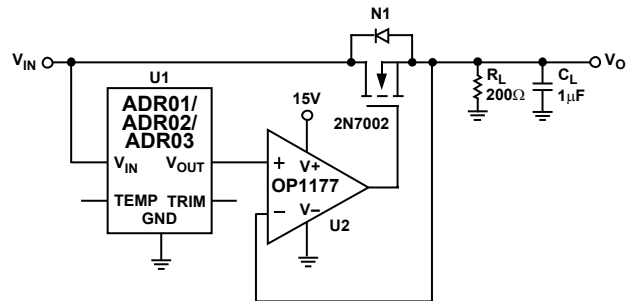 N1
V_IN
V_O
U1
ADR01/
ADR02/
ADR03
15V
2N7002
R_L
200Ω
C_L
1μF
V_IN
V_OUT
+
V+
OP1177
−
V−
TEMP
TRIM
GND
U2